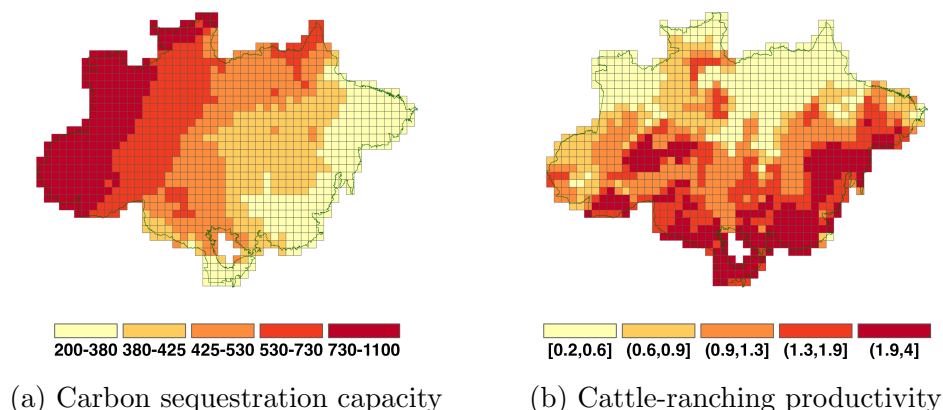 200-380 380-425 425-530 530-730 730-1100
[0.2,0.6] (0.6,0.9] (0.9,1.3] (1.3,1.9] (1.9,4]
(a) Carbon sequestration capacity
(b) Cattle-ranching productivity